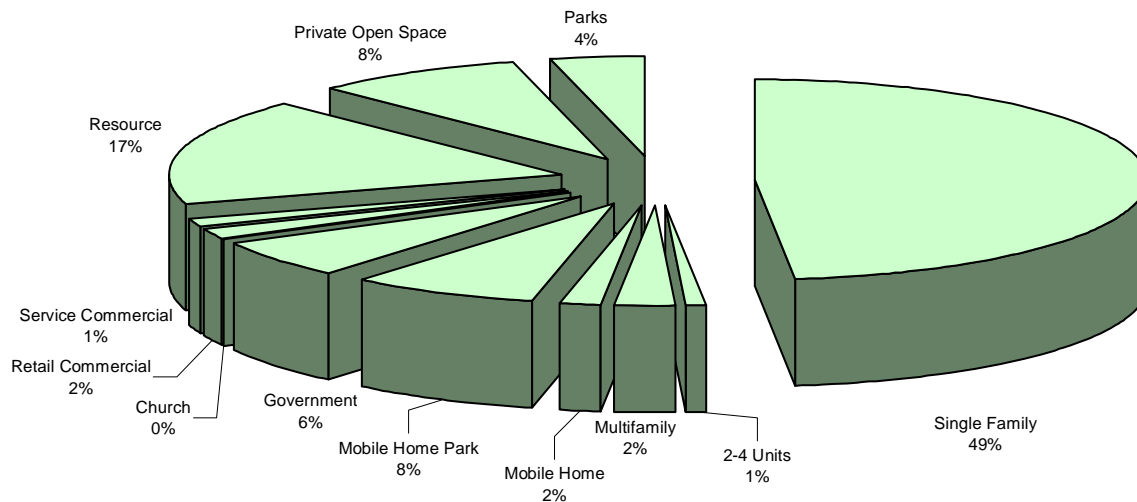 Parks
4%
Private Open Space
8%
Resource
17%
Service Commercial
1%
Retail Commercial
2%
Church
0%
Government
6%
Mobile Home Park
8%
Mobile Home
2%
Multifamily
2%
2-4 Units
1%
Single Family
49%